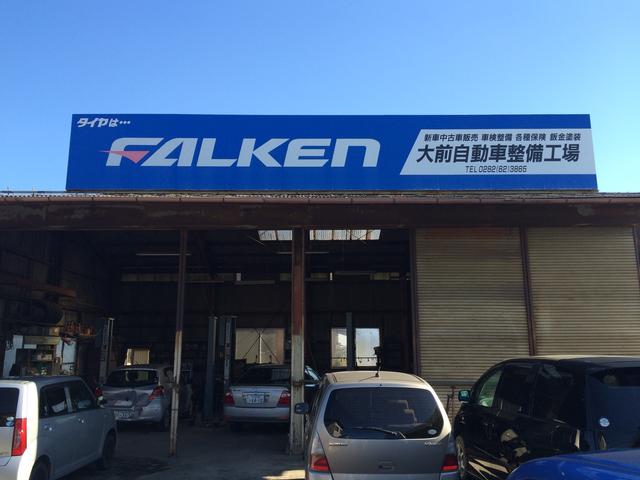 タイヤは…
FALKEN
新車中古車販売 車検整備 各種保険 鈑金塗装
大前自動車整備工場
TEL 0282(62)3865